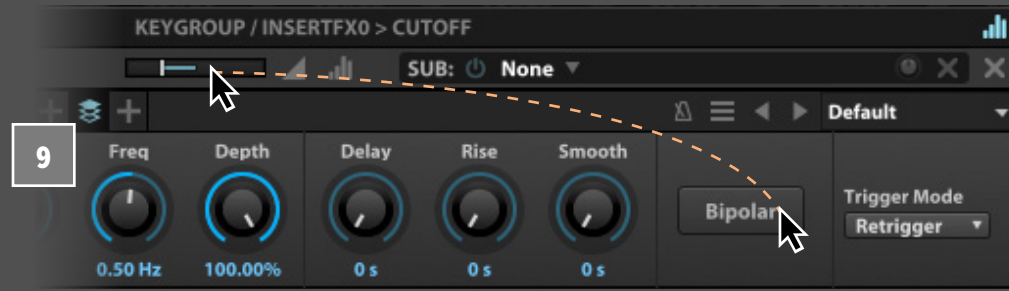 KEYGROUP / INSERTFX0 > CUTOFF
SUB: None
Default
9
Freq Depth Delay Rise Smooth
Bipolar
Trigger Mode
Retrigger
0.50 Hz 100.00% 0 s 0 s 0 s